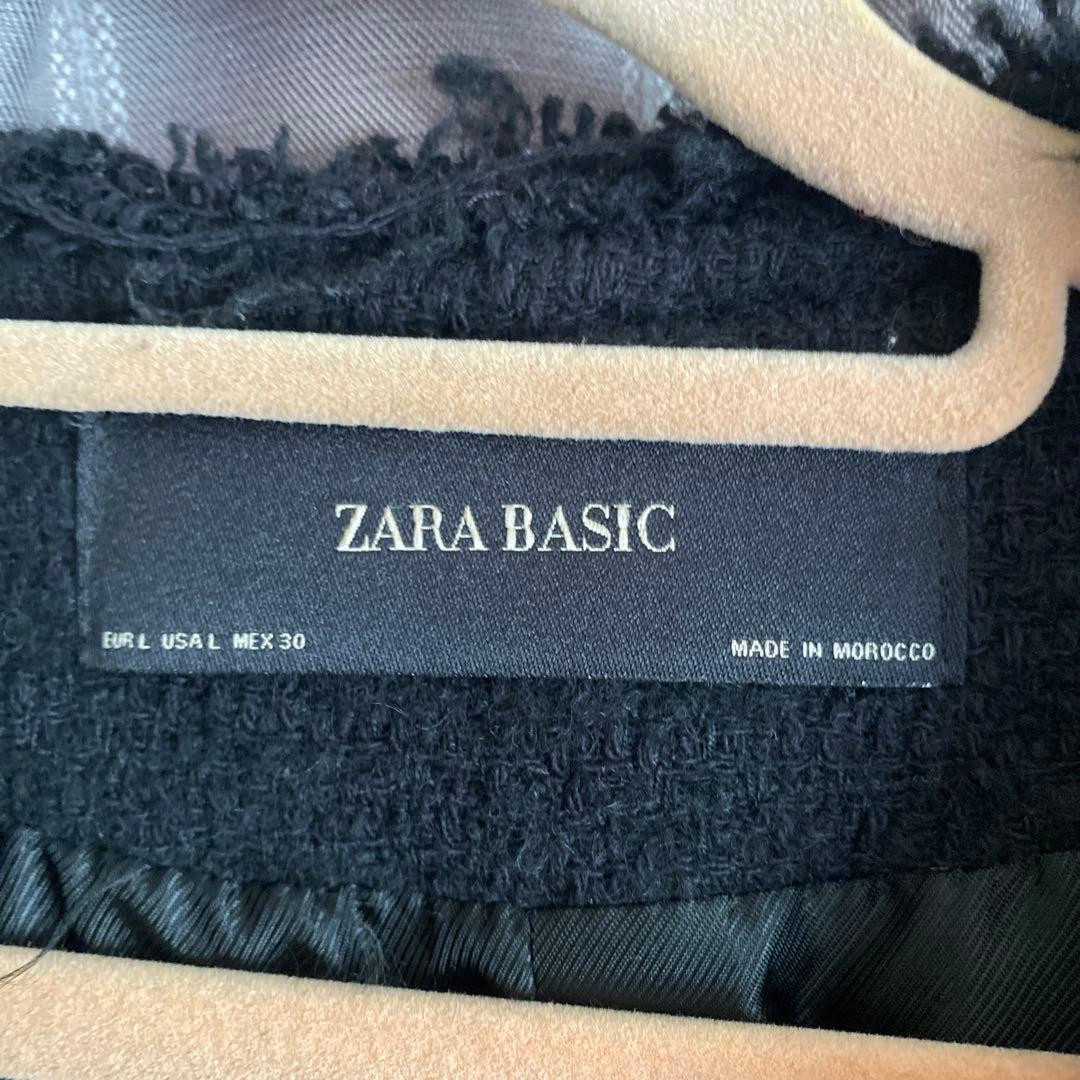 ZARA BASIC
EUR L USA L MEX 30
MADE IN MOROCCO